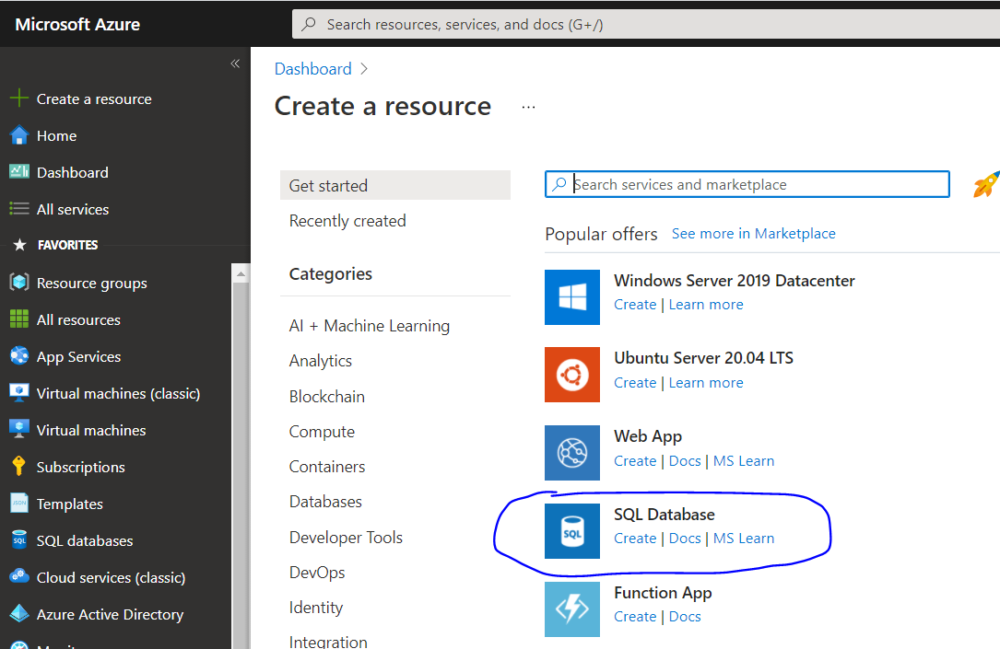 Microsoft Azure
Search resources, services, and docs (G+/)
«
Create a resource
Home
Dashboard
All services
FAVORITES
Resource groups
All resources
App Services
Virtual machines (classic)
Virtual machines
Subscriptions
JSON
Templates
SQL
SQL databases
Cloud services (classic)
Azure Active Directory
Dashboard >
Create a resource ...
Get started
Recently created
Categories
AI + Machine Learning
Analytics
Blockchain
Compute
Containers
Databases
Developer Tools
DevOps
Identity
Integration
Search services and marketplace
Popular offers See more in Marketplace
Windows Server 2019 Datacenter
Create | Learn more
Ubuntu Server 20.04 LTS
Create | Learn more
Web App
Create | Docs | MS Learn
SQL
SQL Database
Create | Docs | MS Learn
Function App
Create | Docs